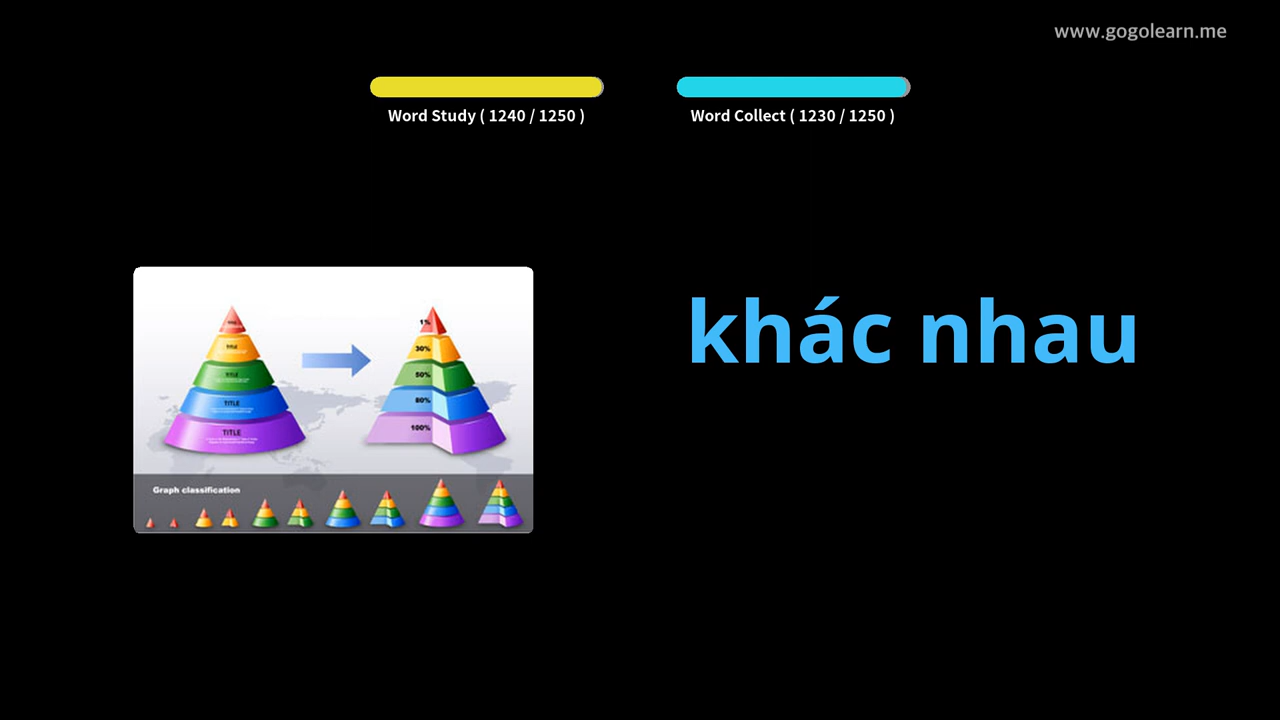 www.gogolearn.me
Word Study ( 1240 / 1250 )
Word Collect ( 1230 / 1250 )
khác nhau
TITLE
TITLE
TITLE
TITLE
1%
30%
50%
80%
100%
Graph classification